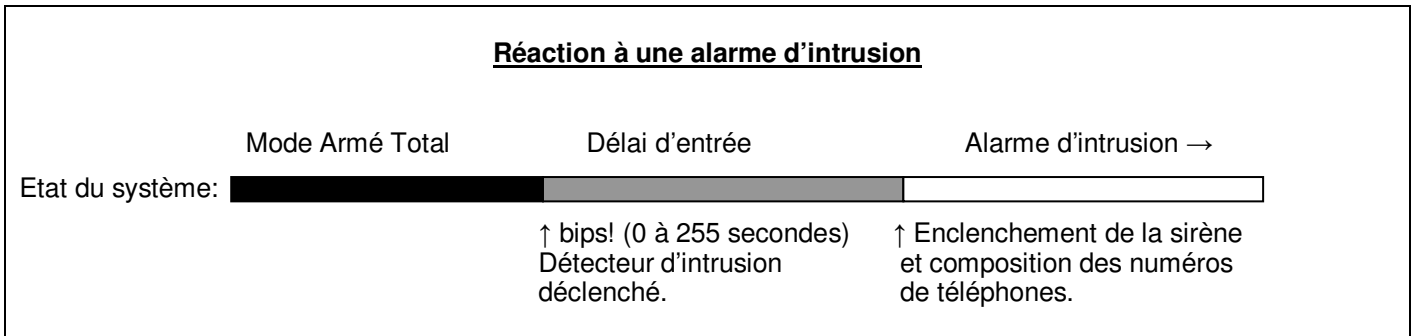 Réaction à une alarme d’intrusion
Mode Armé Total Délai d’entrée Alarme d’intrusion →
Etat du système:
↑ bips! (0 à 255 secondes) ↑ Enclenchement de la sirène
Détecteur d’intrusion et composition des numéros
déclenché. de téléphones.